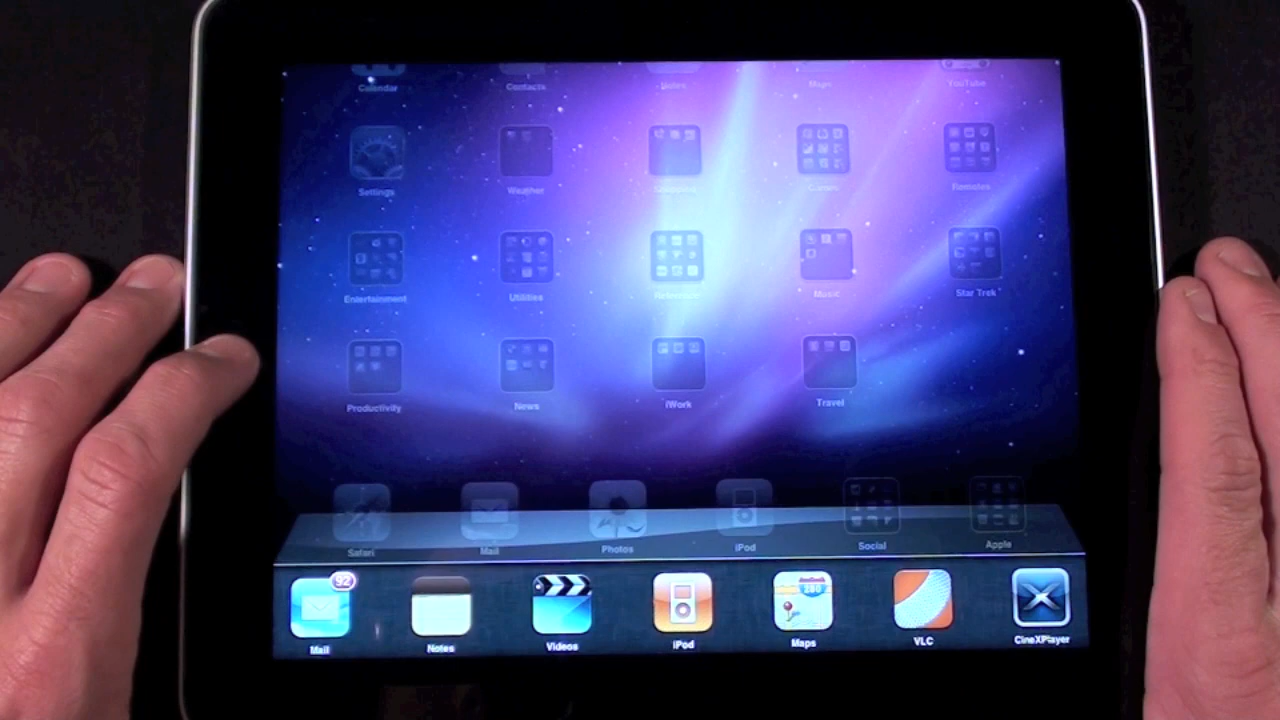 Calendar Contacts Notes Maps YouTube
Settings Weather Shopping Games Remotes
Entertainment Utilities Reference Music Star Trek
Productivity News iWork Travel
Safari Mail Photos iPod Social Apple
92
280
Mail Notes Videos iPod Maps VLC CineXPlayer